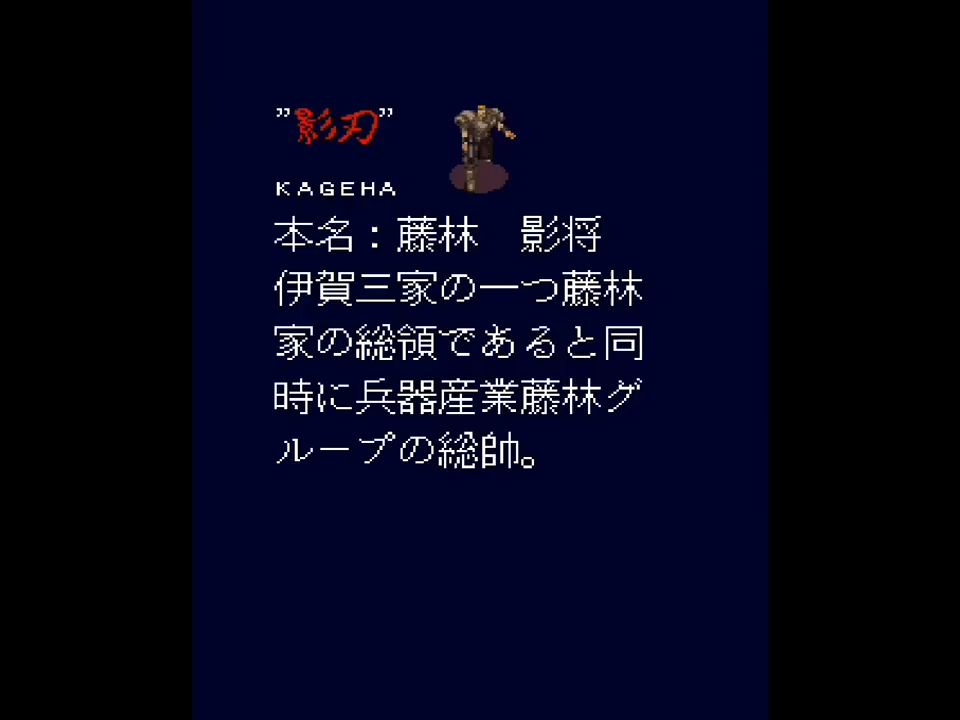 ”影刃”
KAGEHA
本名：藤林　影将
伊賀三家の一つ藤林
家の総領であると同
時に兵器産業藤林グ
ループの総帥。